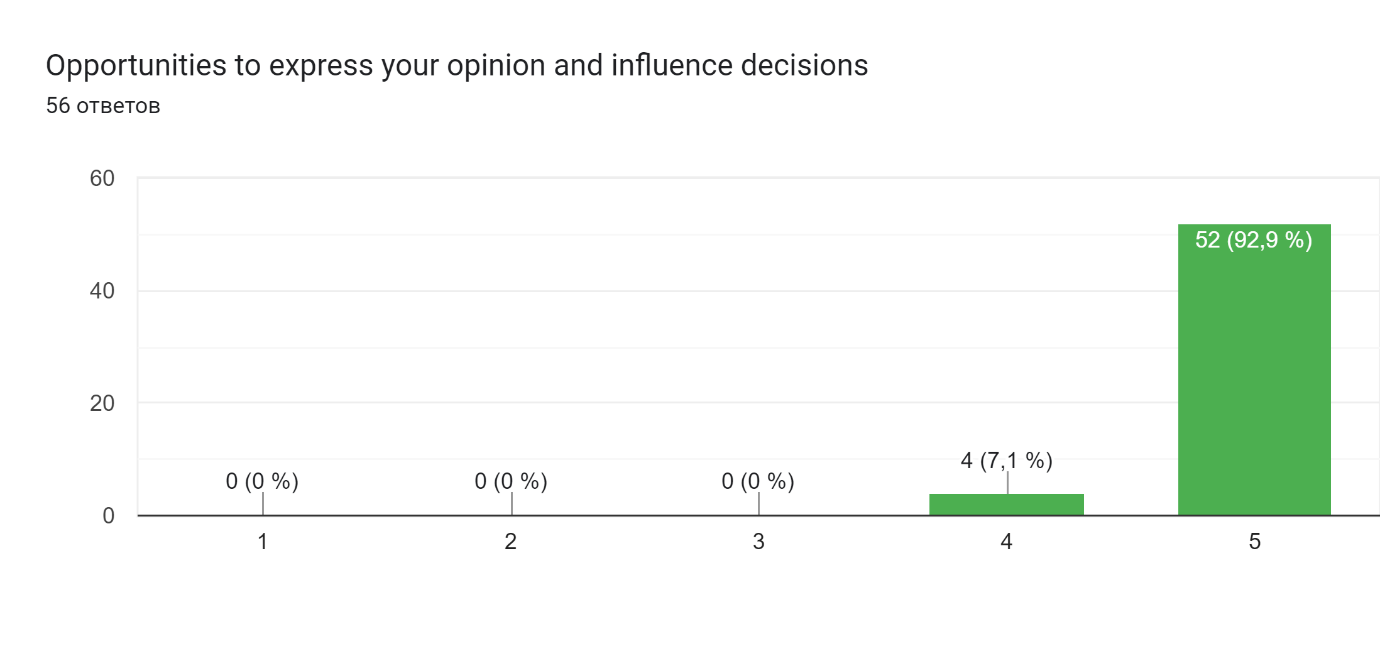 Opportunities to express your opinion and influence decisions
56 ответов
60
40
20
0
0 (0 %)
0 (0 %)
0 (0 %)
4 (7,1 %)
52 (92,9 %)
1
2
3
4
5